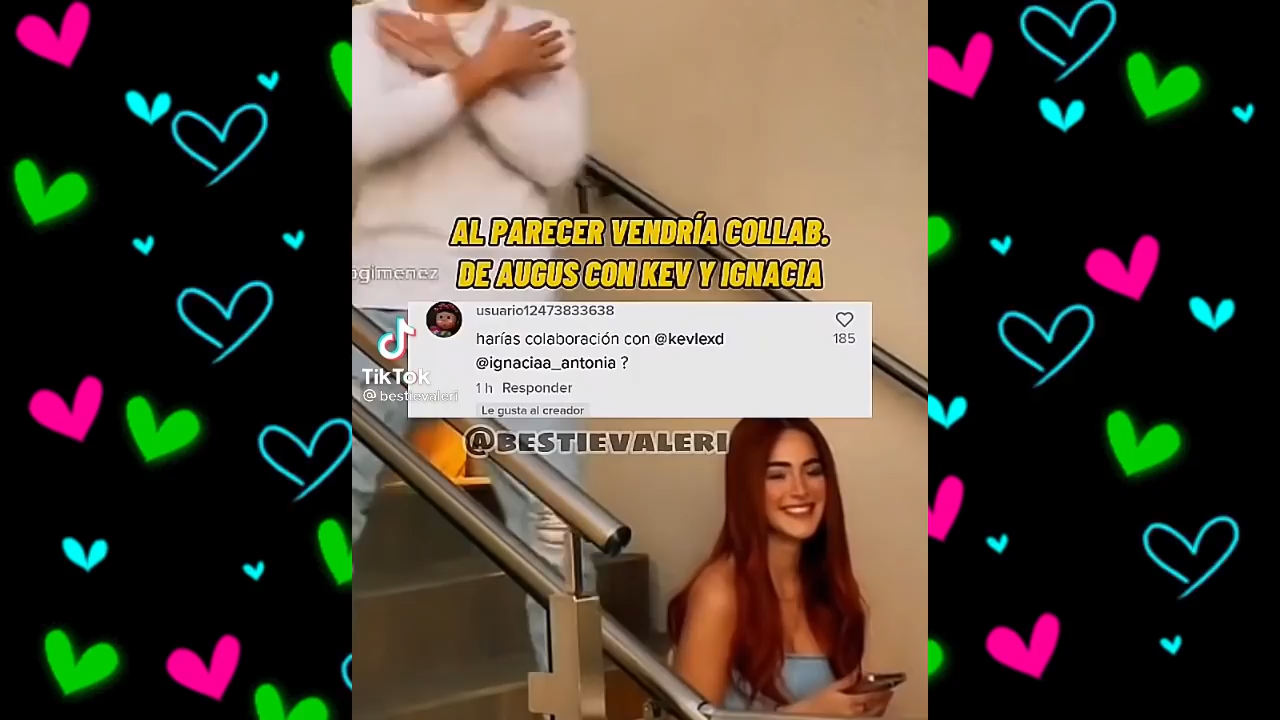 AL PARECER VENDRÍA COLLAB.
DE AUGUS CON KEV Y IGNACIA
ogimenez
usuario12473833638
harías colaboración con @kevlexd
@ignaciaa_antonia ?
185
1 h Responder
Le gusta al creador
TikTok
@bestievaleri
@BESTIEVALERI